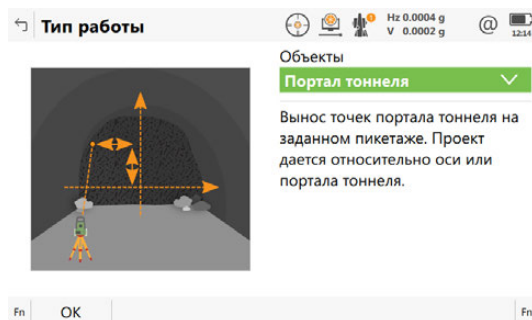 Тип работы
Hz 0.0004 g
V 0.0002 g
@
12:14
Объекты
Портал тоннеля
Вынос точек портала тоннеля на
заданном пикетаже. Проект
дается относительно оси или
портала тоннеля.
Fn OK Fn